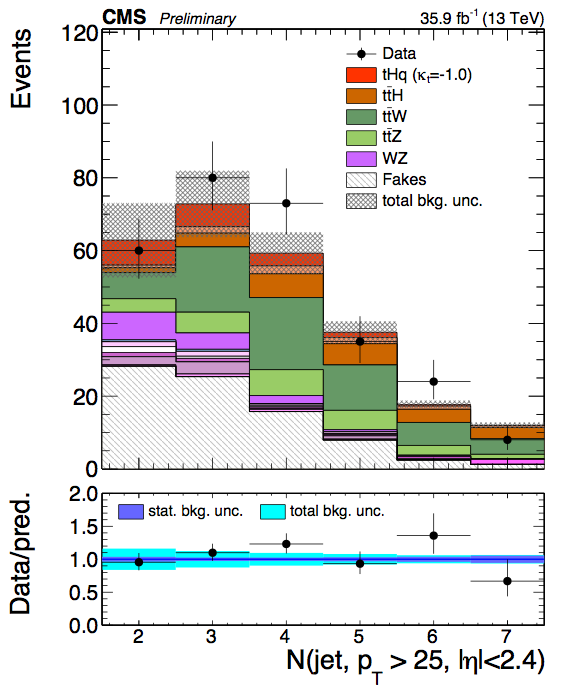 CMS Preliminary 35.9 fb⁻¹ (13 TeV)
Events
120
100
80
60
40
20
0
Data
tHq (κt=-1.0)
tt̄H
tt̄W
tt̄Z
WZ
Fakes
total bkg. unc.
Data/pred.
2.0
1.5
1.0
0.5
0.0
stat. bkg. unc. total bkg. unc.
2 3 4 5 6 7
N(jet, pT > 25, |η|<2.4)